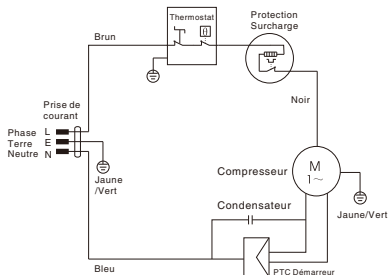 Thermostat
Protection
Surcharge
Brun
Noir
Prise de
courant
Phase L
Terre E
Neutre N
Jaune
/Vert
Compresseur
M
1～
Condensateur
Jaune/Vert
Bleu
PTC Démarreur